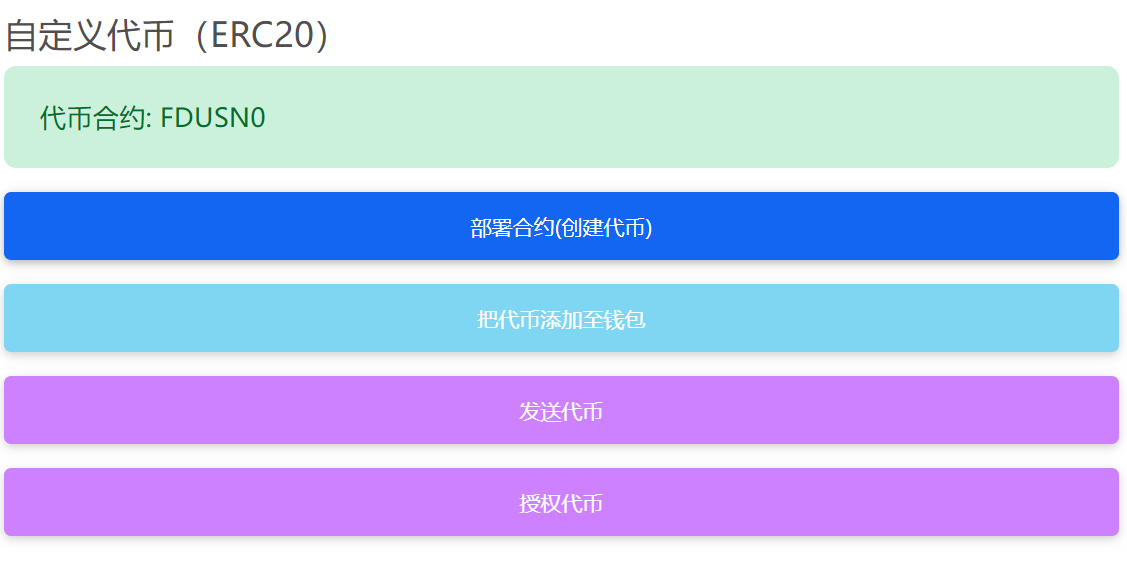 自定义代币（ERC20）
代币合约: FDUSN0
部署合约(创建代币)
把代币添加至钱包
发送代币
授权代币